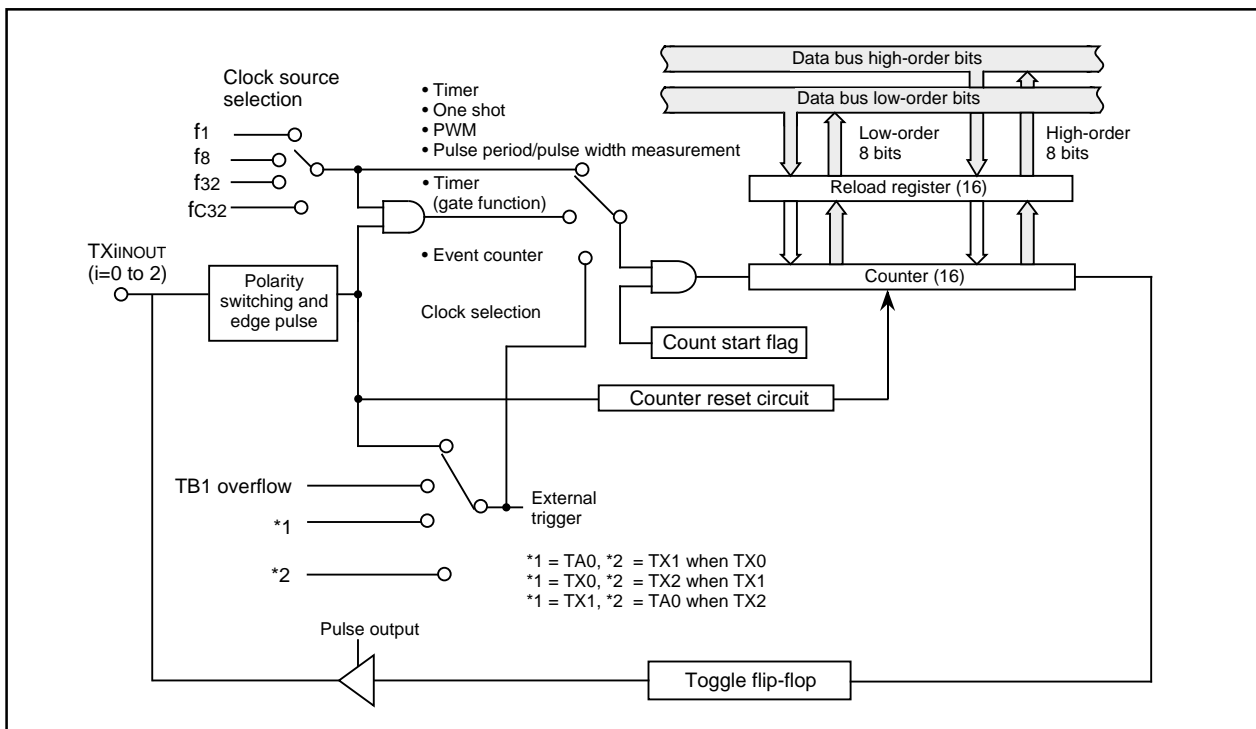 Clock source
selection
f1
f8
f32
fC32
• Timer
• One shot
• PWM
• Pulse period/pulse width measurement
• Timer
(gate function)
• Event counter
Clock selection
Data bus high-order bits
Data bus low-order bits
Low-order
8 bits
High-order
8 bits
Reload register (16)
Counter (16)
TXiINOUT
(i=0 to 2)
Polarity
switching and
edge pulse
Count start flag
Counter reset circuit
TB1 overflow
*1
*2
External
trigger
*1 = TA0, *2 = TX1 when TX0
*1 = TX0, *2 = TX2 when TX1
*1 = TX1, *2 = TA0 when TX2
Pulse output
Toggle flip-flop